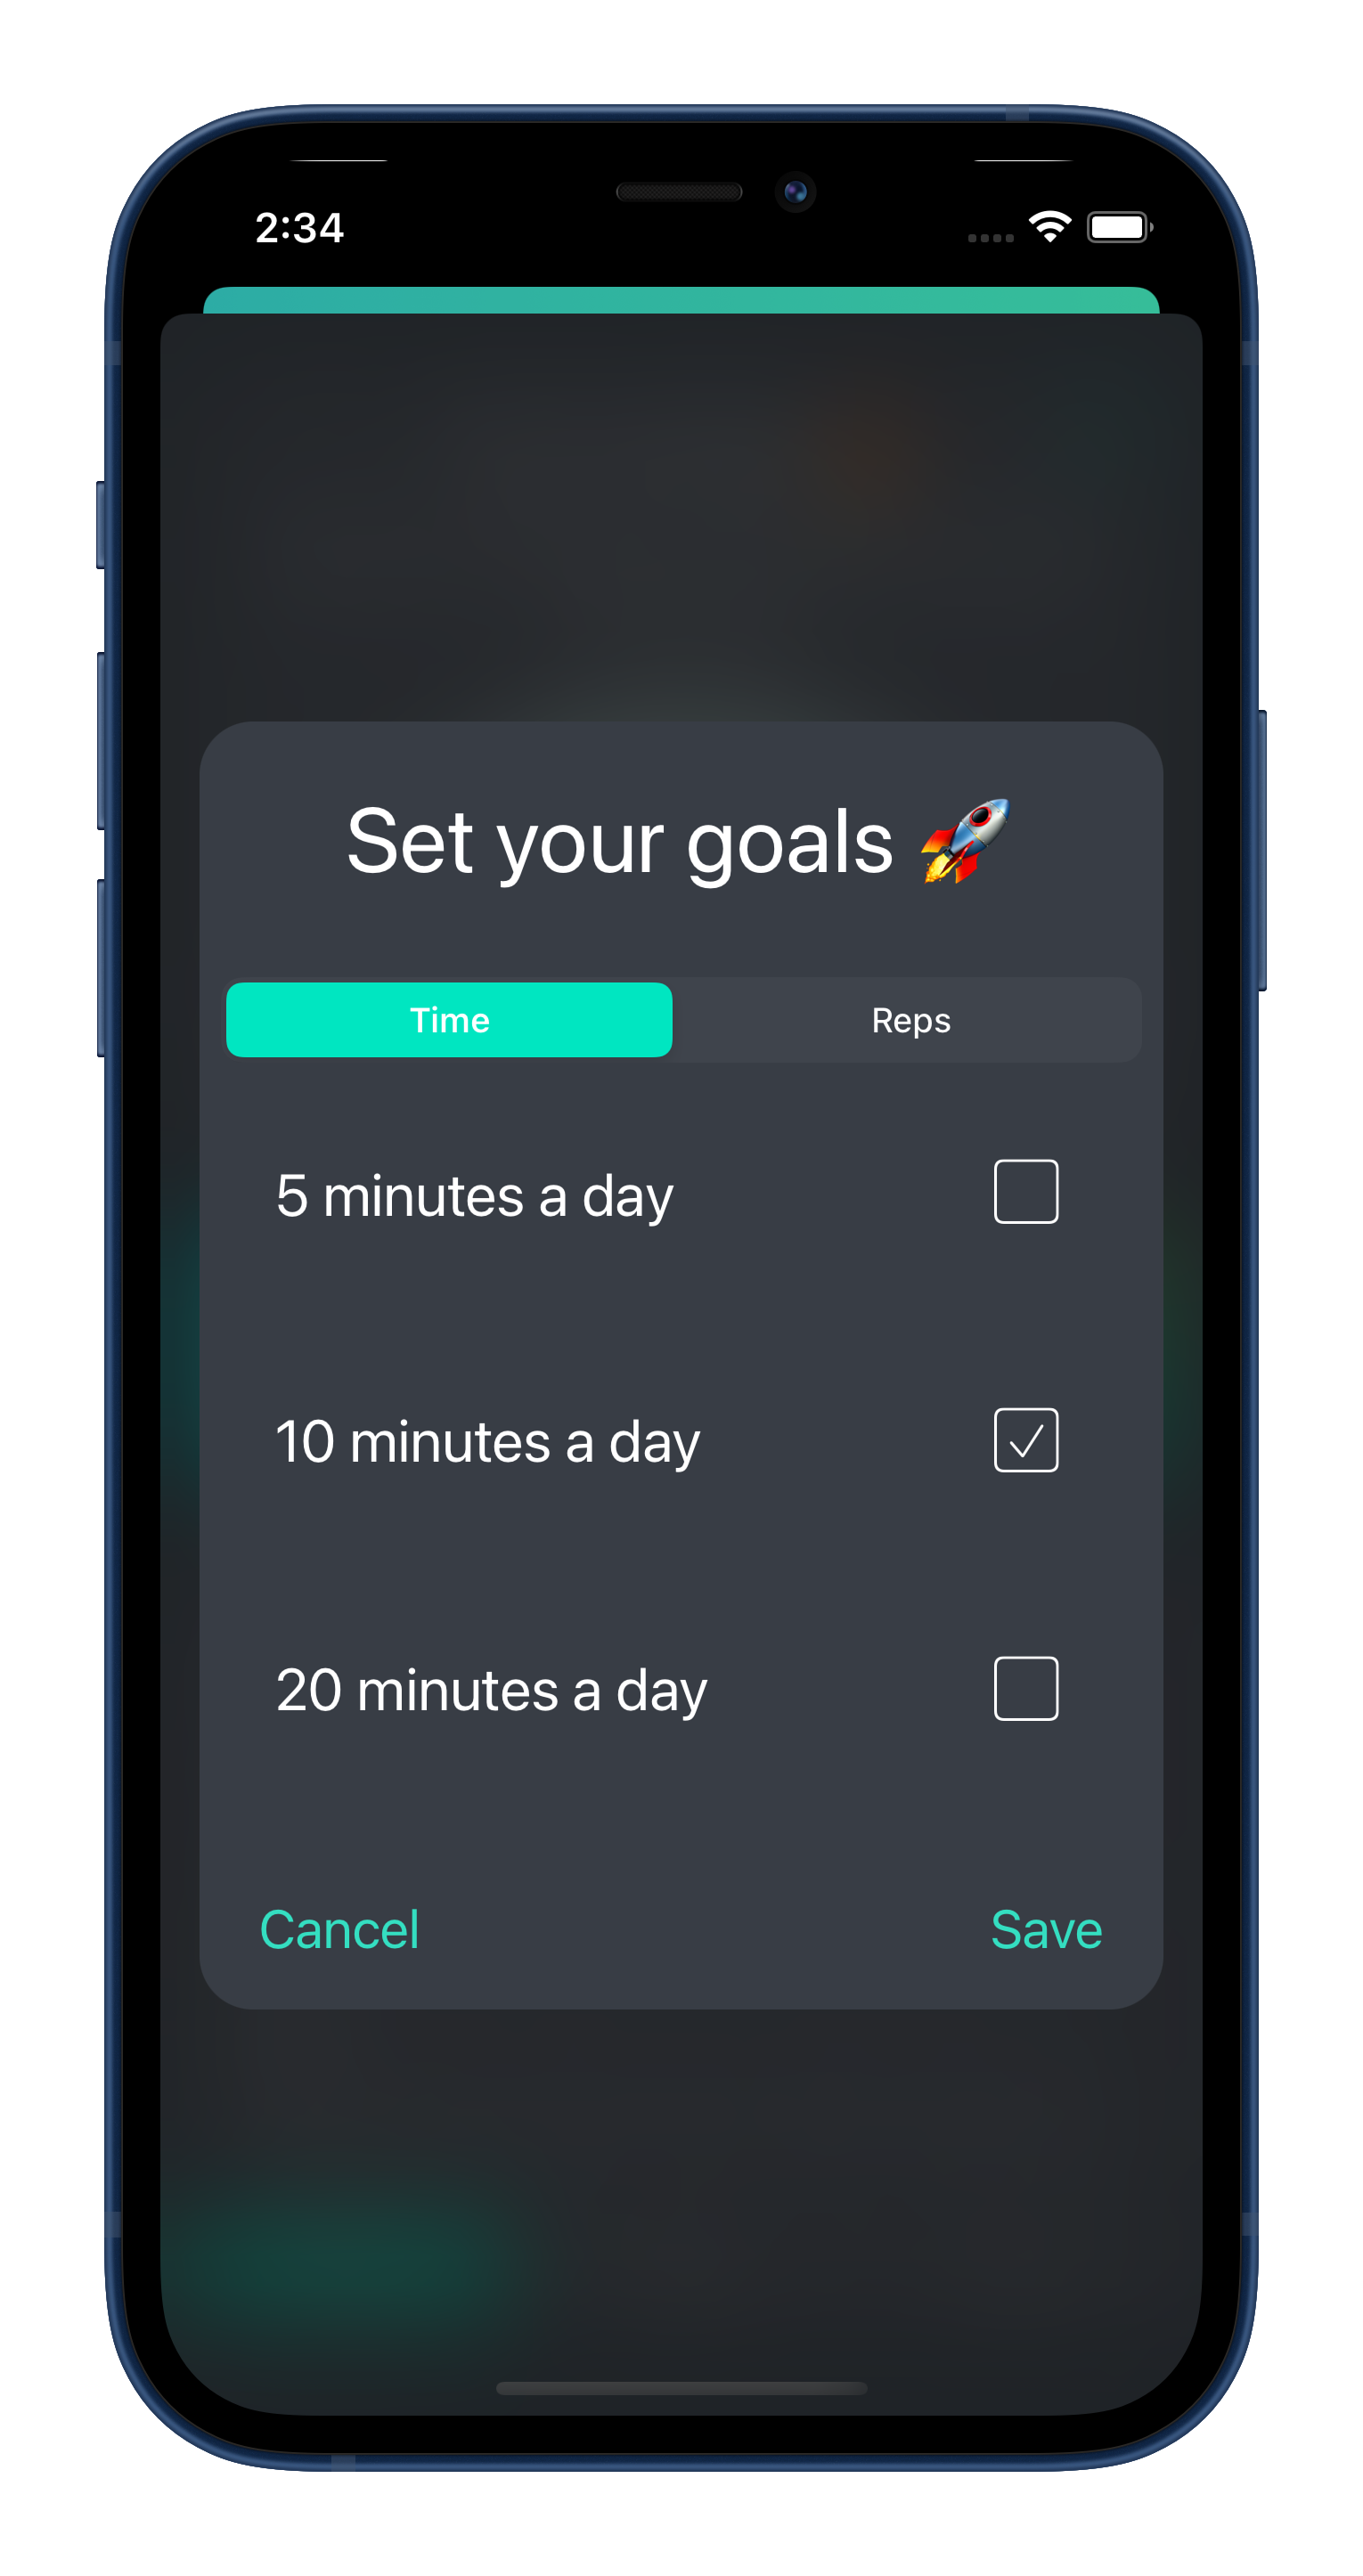 2:34
Set your goals 🚀
Time Reps
5 minutes a day
10 minutes a day
20 minutes a day
Cancel Save